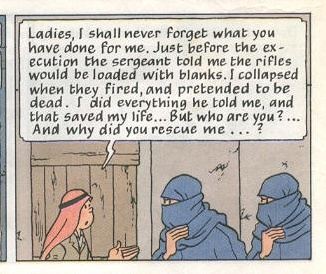 Ladies, I shall never forget what you
have done for me. Just before the ex-
ecution the sergeant told me the rifles
would be loaded with blanks. I collapsed
when they fired, and pretended to be
dead. I did everything he told me, and
that saved my life... But who are you?...
And why did you rescue me ... ?